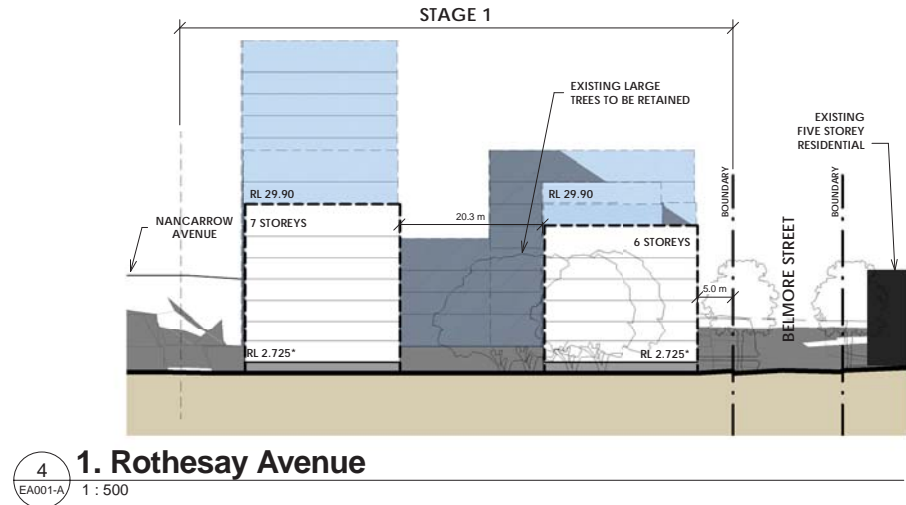 STAGE 1
EXISTING LARGE
TREES TO BE RETAINED
EXISTING
FIVE STOREY
RESIDENTIAL
RL 29.90
RL 29.90
BOUNDARY
BOUNDARY
NANCARROW
AVENUE
7 STOREYS
20.3 m
6 STOREYS
5.0 m
BELMORE STREET
RL 2.725*
RL 2.725*
4
EA001-A
1. Rothesay Avenue
1 : 500